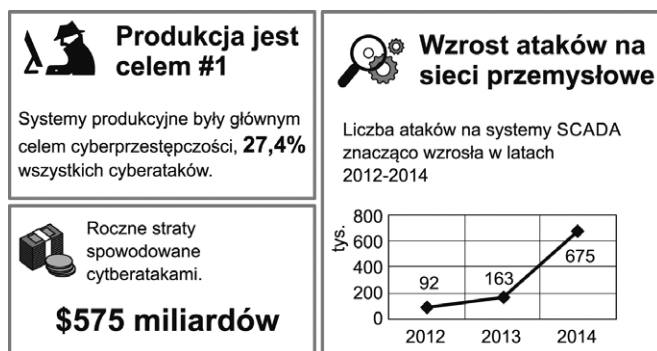 Produkcja jest
celem #1
Systemy produkcyjne były głównym
celem cyberprzestępczości, 27,4%
wszystkich cyberataków.
Roczne straty
spowodowane
cytberatakami.
$575 miliardów
Wzrost ataków na
sieci przemysłowe
Liczba ataków na systemy SCADA
znacząco wzrosła w latach
2012-2014
tys.
800
600
400
200
0
92
163
675
2012 2013 2014